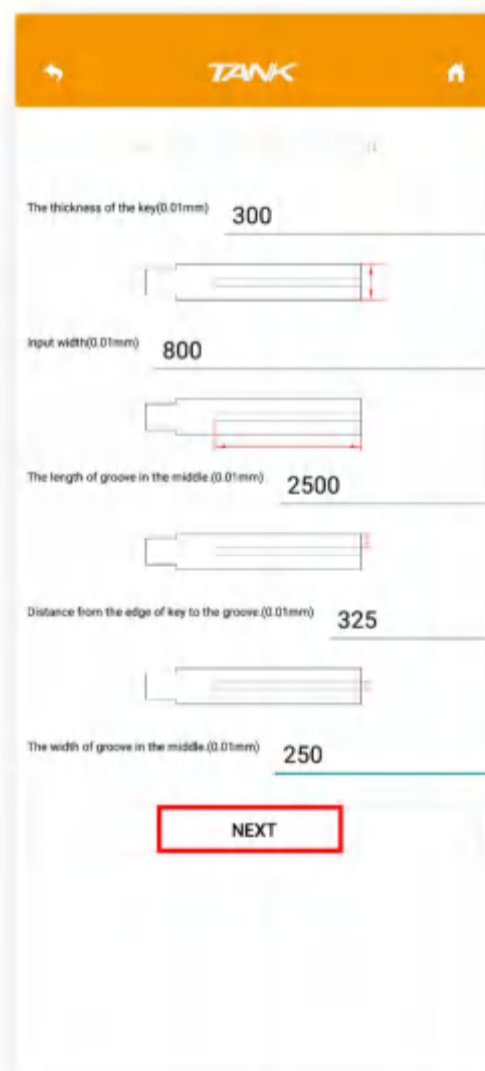 TANK
The thickness of the key(0.01mm) 300
Input width(0.01mm) 800
The length of groove in the middle.(0.01mm) 2500
Distance from the edge of key to the groove.(0.01mm) 325
The width of groove in the middle.(0.01mm) 250
NEXT